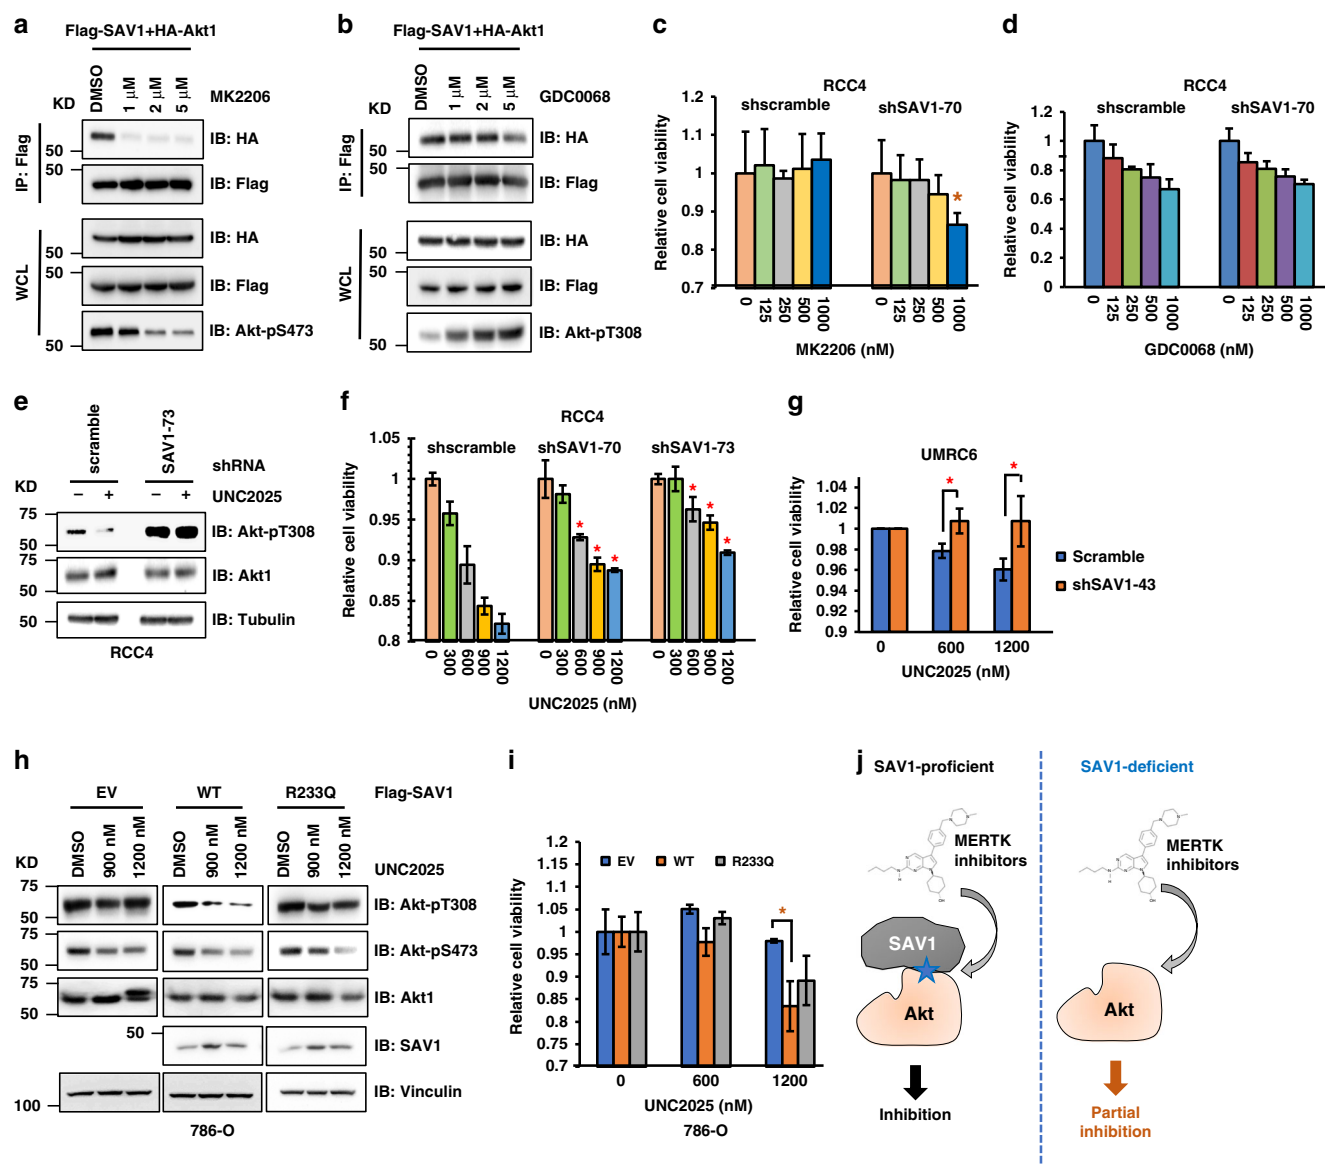 a
Flag-SAV1+HA-Akt1
KD
DMSO
1 µM
2 µM
5 µM
MK2206
IP: Flag
50
IB: HA
50
IB: Flag
WCL
IB: HA
50
50
IB: Flag
IB: Akt-pS473
50
b
Flag-SAV1+HA-Akt1
KD
DMSO
1 µM
2 µM
5 µM
GDC0068
IP: Flag
IB: HA
50
50
IB: Flag
WCL
IB: HA
50
50
IB: Flag
IB: Akt-pT308
50
c
RCC4
shscramble
shSAV1-70
Relative cell viability
1.2
1.1
1
0.9
0.8
0.7
*
0
125
250
500
1000
0
125
250
500
1000
MK2206 (nM)
d
RCC4
shscramble
shSAV1-70
Relative cell viability
1.2
1
0.8
0.6
0.4
0.2
0
0
125
250
500
1000
0
125
250
500
1000
GDC0068 (nM)
e
scramble
SAV1-73
shRNA
KD
− + − + UNC2025
75
50
IB: Akt-pT308
75
50
IB: Akt1
50
IB: Tubulin
RCC4
f
RCC4
shscramble
shSAV1-70
shSAV1-73
Relative cell viability
1.05
1
0.95
0.9
0.85
0.8
* * *
* * *
0
300
600
900
1200
0
300
600
900
1200
0
300
600
900
1200
UNC2025 (nM)
g
UMRC6
Relative cell viability
1.04
1.02
1
0.98
0.96
0.94
0.92
0.9
*
*
Scramble
shSAV1-43
0 600 1200
UNC2025 (nM)
h
EV
WT
R233Q
Flag-SAV1
KD
DMSO
900 nM
1200 nM
DMSO
900 nM
1200 nM
DMSO
900 nM
1200 nM
UNC2025
75
50
IB: Akt-pT308
75
50
IB: Akt-pS473
75
50
IB: Akt1
50
IB: SAV1
IB: Vinculin
100
786-O
i
Relative cell viability
1.2
1.15
1.1
1.05
1
0.95
0.9
0.85
0.8
0.7
EV WT R233Q
*
0 600 1200
UNC2025 (nM)
786-O
j
SAV1-proficient
MERTK
inhibitors
SAV1
Akt
Inhibition
SAV1-deficient
MERTK
inhibitors
Akt
Partial
inhibition